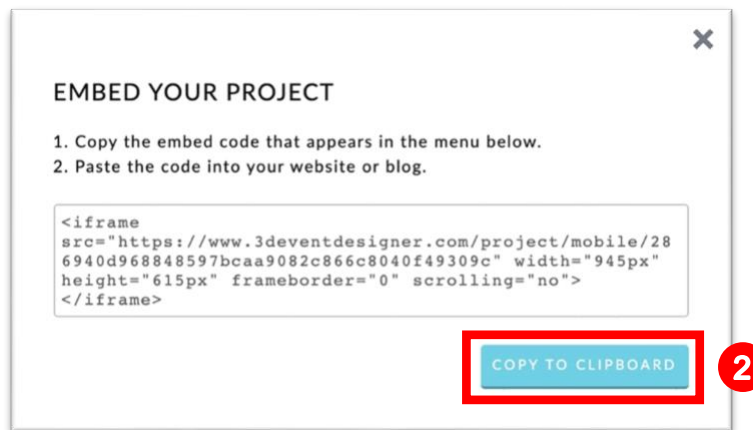 EMBED YOUR PROJECT
1. Copy the embed code that appears in the menu below.
2. Paste the code into your website or blog.
<iframe
src="https://www.3deventdesigner.com/project/mobile/28
6940d968848597bcaa9082c866c8040f49309c" width="945px"
height="615px" frameborder="0" scrolling="no">
</iframe>
COPY TO CLIPBOARD
2